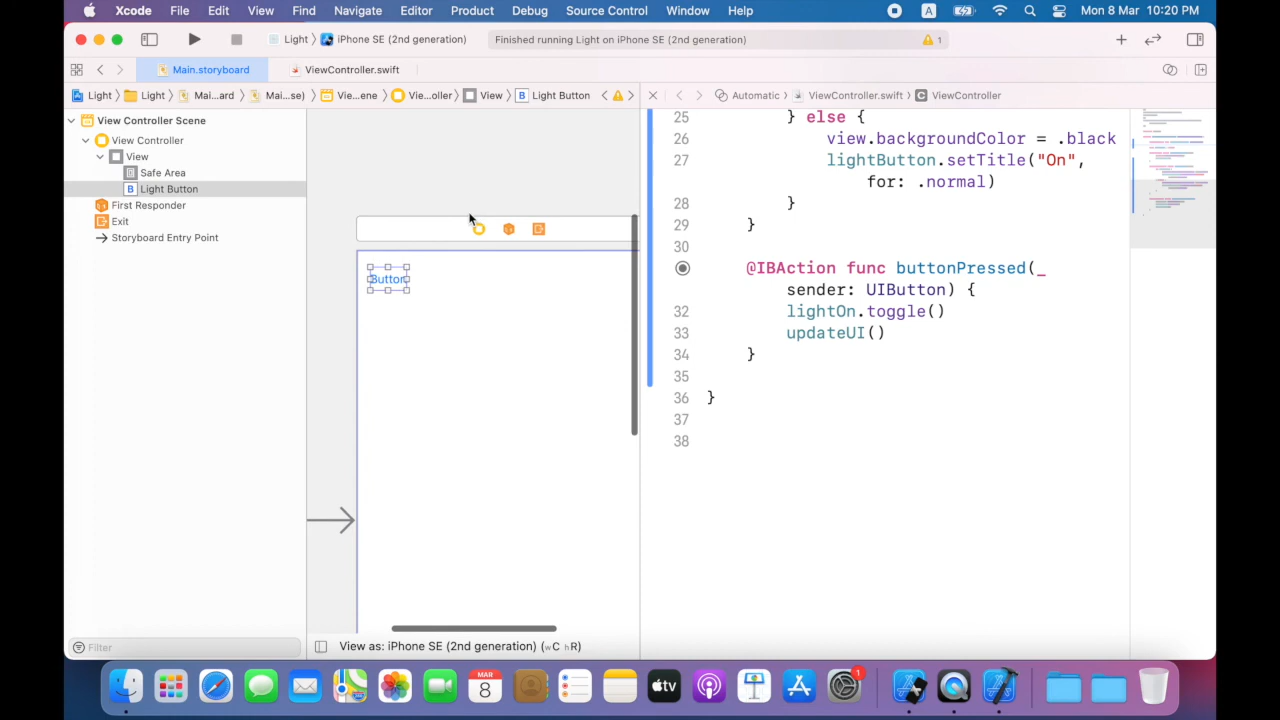 Xcode File Edit View Find Navigate Editor Product Debug Source Control Window Help A Mon 8 Mar 10:20 PM
Light iPhone SE (2nd generation) Finished running Light on iPhone SE (2nd generation) 1
Main.storyboard ViewController.swift
Light Light Mai...ard Mai...se) Vie...ene Vie...oller View B Light Button Automatic ViewController.swift C ViewController
View Controller Scene
View Controller
View
Safe Area
B Light Button
First Responder
Exit
Storyboard Entry Point
Filter
Button
View as: iPhone SE (2nd generation) (wC hR)
25 } else {
26 view.backgroundColor = .black
27 lightButton.setTitle("On",
for: .normal)
28 }
29 }
30
@IBAction func buttonPressed(_
sender: UIButton) {
32 lightOn.toggle()
33 updateUI()
34 }
35
36 }
37
38
MAR
8
tv
1